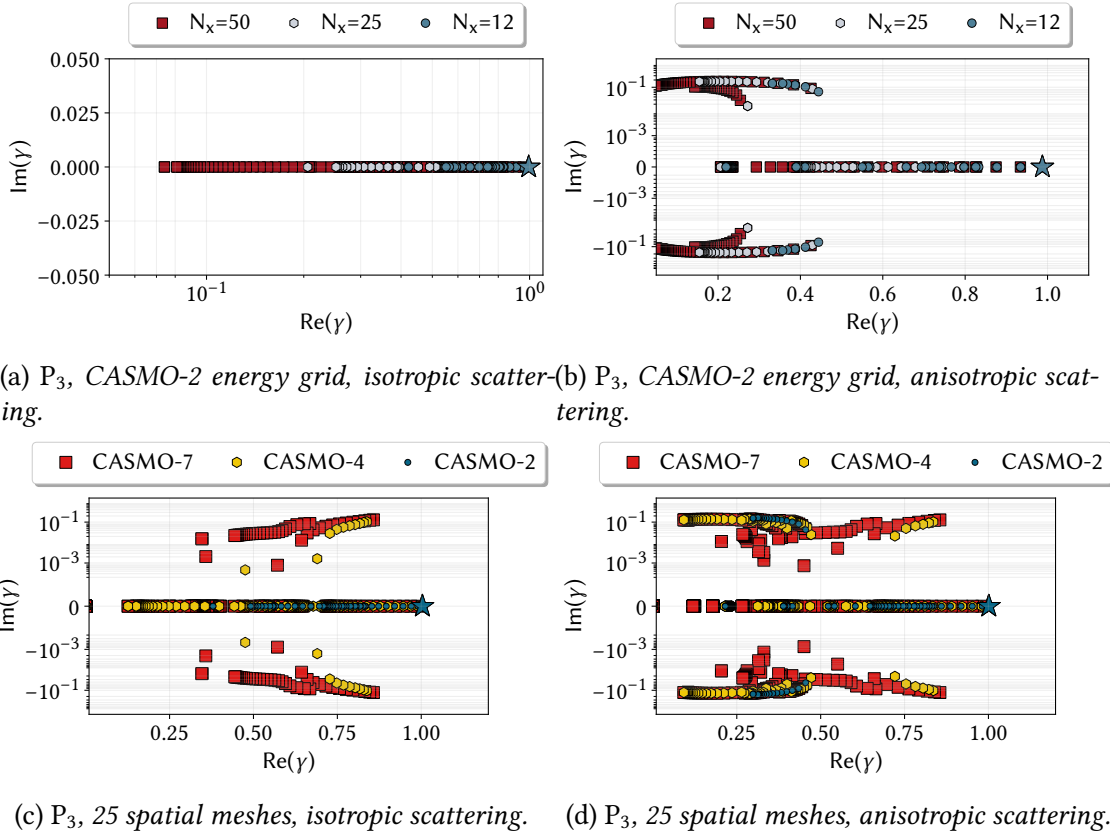 N_x=50 N_x=25 N_x=12
N_x=50 N_x=25 N_x=12
0.050
0.025
0.000
−0.025
−0.050
Im(γ)
10⁻¹ 10⁰
Re(γ)
10⁻¹
10⁻³
0
−10⁻³
−10⁻¹
Im(γ)
0.2 0.4 0.6 0.8 1.0
Re(γ)
(a) P₃, CASMO-2 energy grid, isotropic scatter-
ing.
(b) P₃, CASMO-2 energy grid, anisotropic scat-
tering.
CASMO-7 CASMO-4 CASMO-2
CASMO-7 CASMO-4 CASMO-2
10⁻¹
10⁻³
0
−10⁻³
−10⁻¹
Im(γ)
0.25 0.50 0.75 1.00
Re(γ)
10⁻¹
10⁻³
0
−10⁻³
−10⁻¹
Im(γ)
0.25 0.50 0.75 1.00
Re(γ)
(c) P₃, 25 spatial meshes, isotropic scattering.
(d) P₃, 25 spatial meshes, anisotropic scattering.